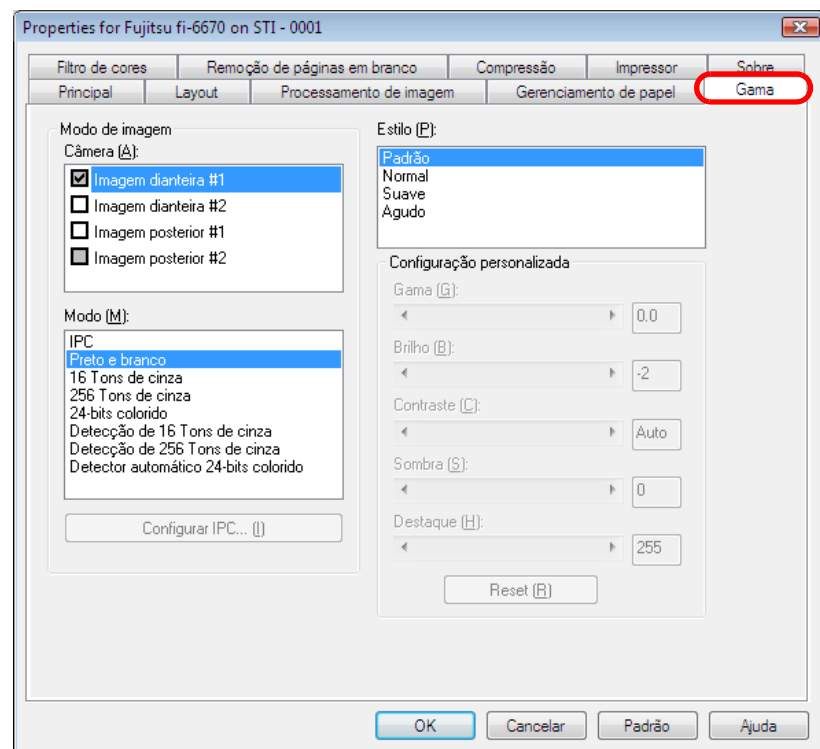 Properties for Fujitsu fi-6670 on STI - 0001
Filtro de cores
Remoção de páginas em branco
Compressão
Impressor
Sobre
Principal
Layout
Processamento de imagem
Gerenciamento de papel
Gama
Modo de imagem
Câmera (A):
Imagem dianteira #1
Imagem dianteira #2
Imagem posterior #1
Imagem posterior #2
Modo (M):
IPC
Preto e branco
16 Tons de cinza
256 Tons de cinza
24-bits colorido
Detecção de 16 Tons de cinza
Detecção de 256 Tons de cinza
Detector automático 24-bits colorido
Configurar IPC... (I)
Estilo (P):
Padrão
Normal
Suave
Agudo
Configuração personalizada
Gama (G):
0.0
Brilho (B):
-2
Contraste (C):
Auto
Sombra (S):
0
Destaque (H):
255
Reset (R)
OK
Cancelar
Padrão
Ajuda